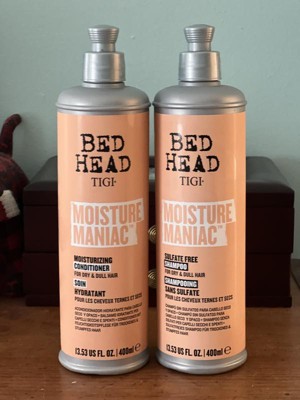 BED
HEAD
TIGI
MOISTURE
MANIAC™
MOISTURIZING
CONDITIONER
FOR DRY & DULL HAIR
SOIN
HYDRATANT
POUR LES CHEVEUX TERNES ET SECS
13.53 US FL. OZ. | 400ml ℮
BED
HEAD
TIGI
MOISTURE
MANIAC™
SULFATE FREE
SHAMPOO
FOR DRY & DULL HAIR
SHAMPOOING
SANS SULFATE
POUR LES CHEVEUX TERNES ET SECS
13.53 US FL. OZ. | 400ml ℮